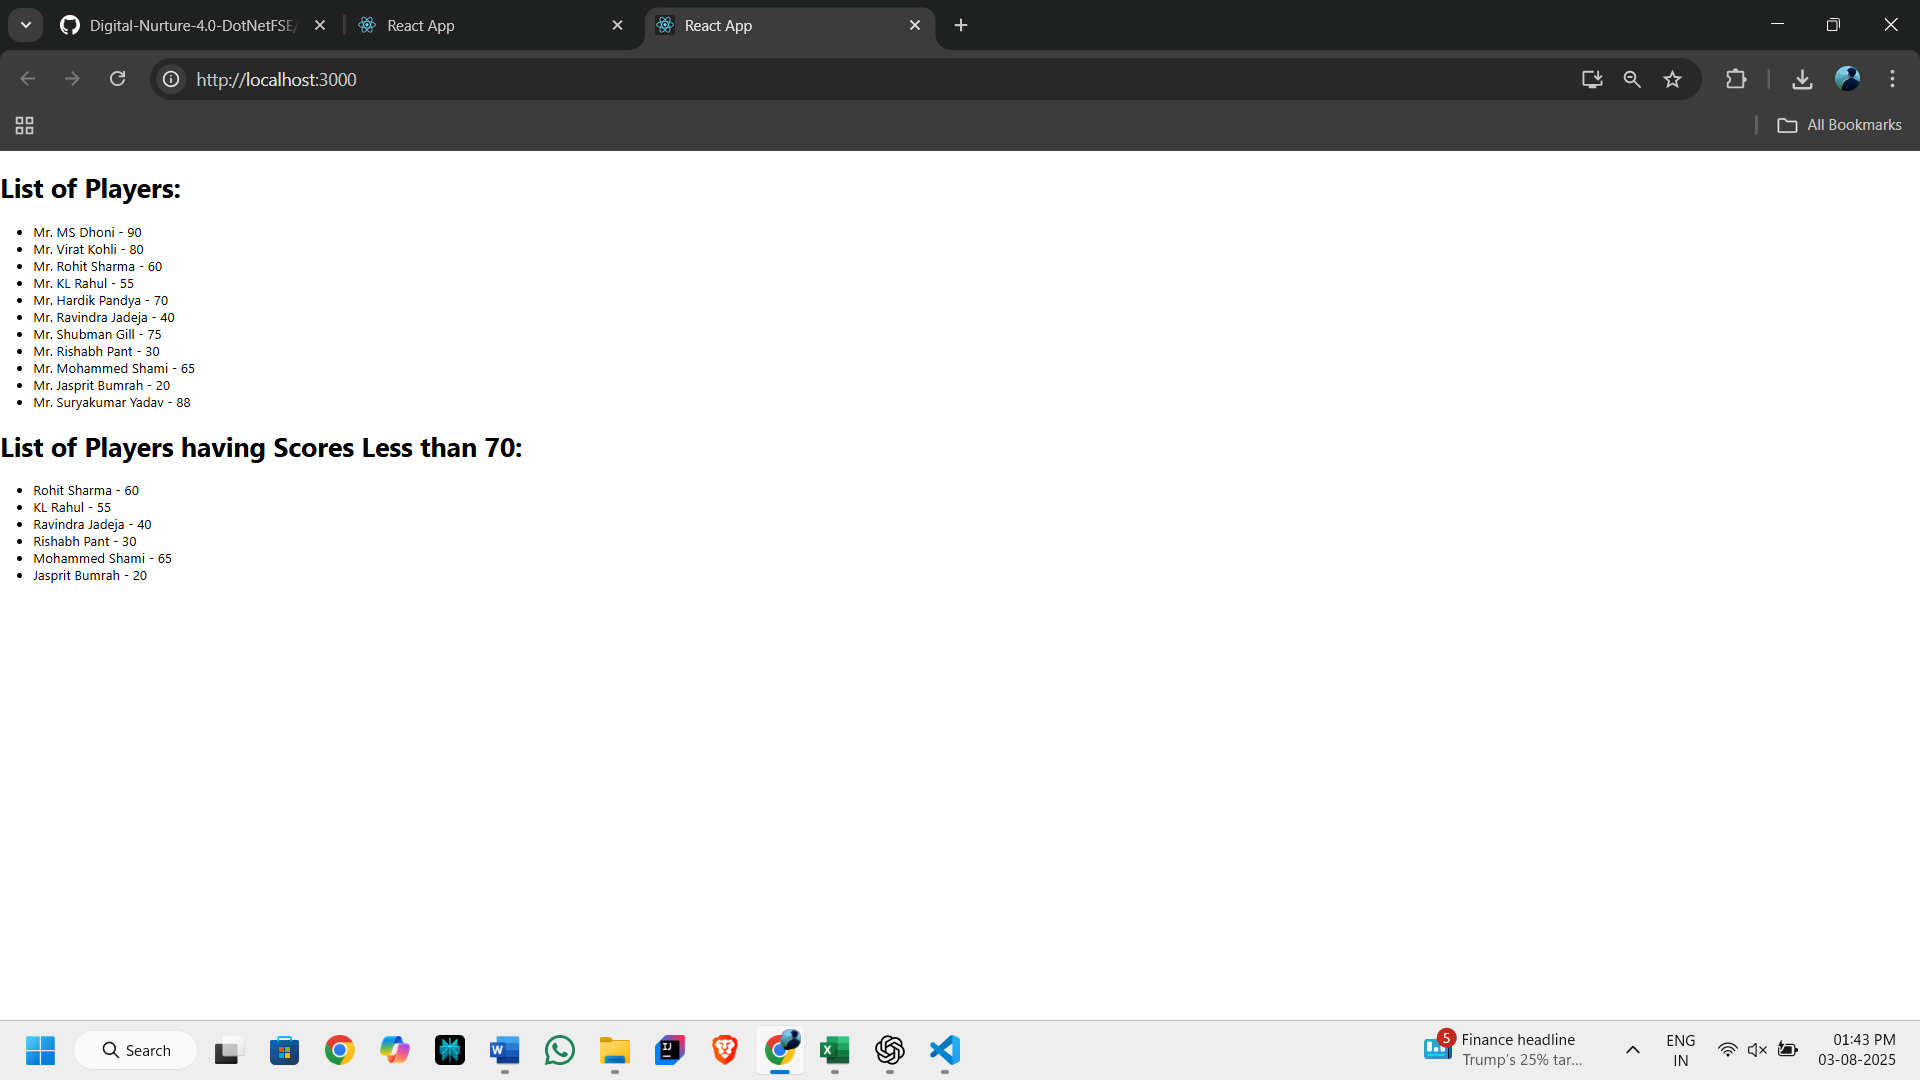 Digital-Nurture-4.0-DotNetFSE/
React App
React App
http://localhost:3000
All Bookmarks
List of Players:
Mr. MS Dhoni - 90
Mr. Virat Kohli - 80
Mr. Rohit Sharma - 60
Mr. KL Rahul - 55
Mr. Hardik Pandya - 70
Mr. Ravindra Jadeja - 40
Mr. Shubman Gill - 75
Mr. Rishabh Pant - 30
Mr. Mohammed Shami - 65
Mr. Jasprit Bumrah - 20
Mr. Suryakumar Yadav - 88
List of Players having Scores Less than 70:
Rohit Sharma - 60
KL Rahul - 55
Ravindra Jadeja - 40
Rishabh Pant - 30
Mohammed Shami - 65
Jasprit Bumrah - 20
Search
5
Finance headline
Trump's 25% tar...
ENG
IN
01:43 PM
03-08-2025